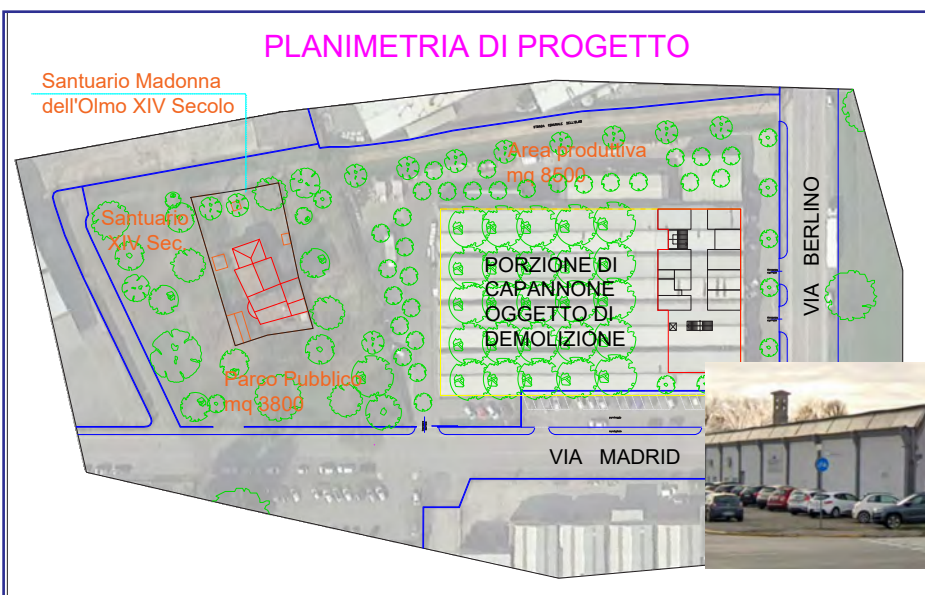 PLANIMETRIA DI PROGETTO
Santuario Madonna
dell'Olmo XIV Secolo
Area produttiva
mq 8500
Santuario
XIV Sec.
PORZIONE DI
CAPANNONE
OGGETTO DI
DEMOLIZIONE
VIA BERLINO
Parco Pubblico
mq 3800
VIA MADRID